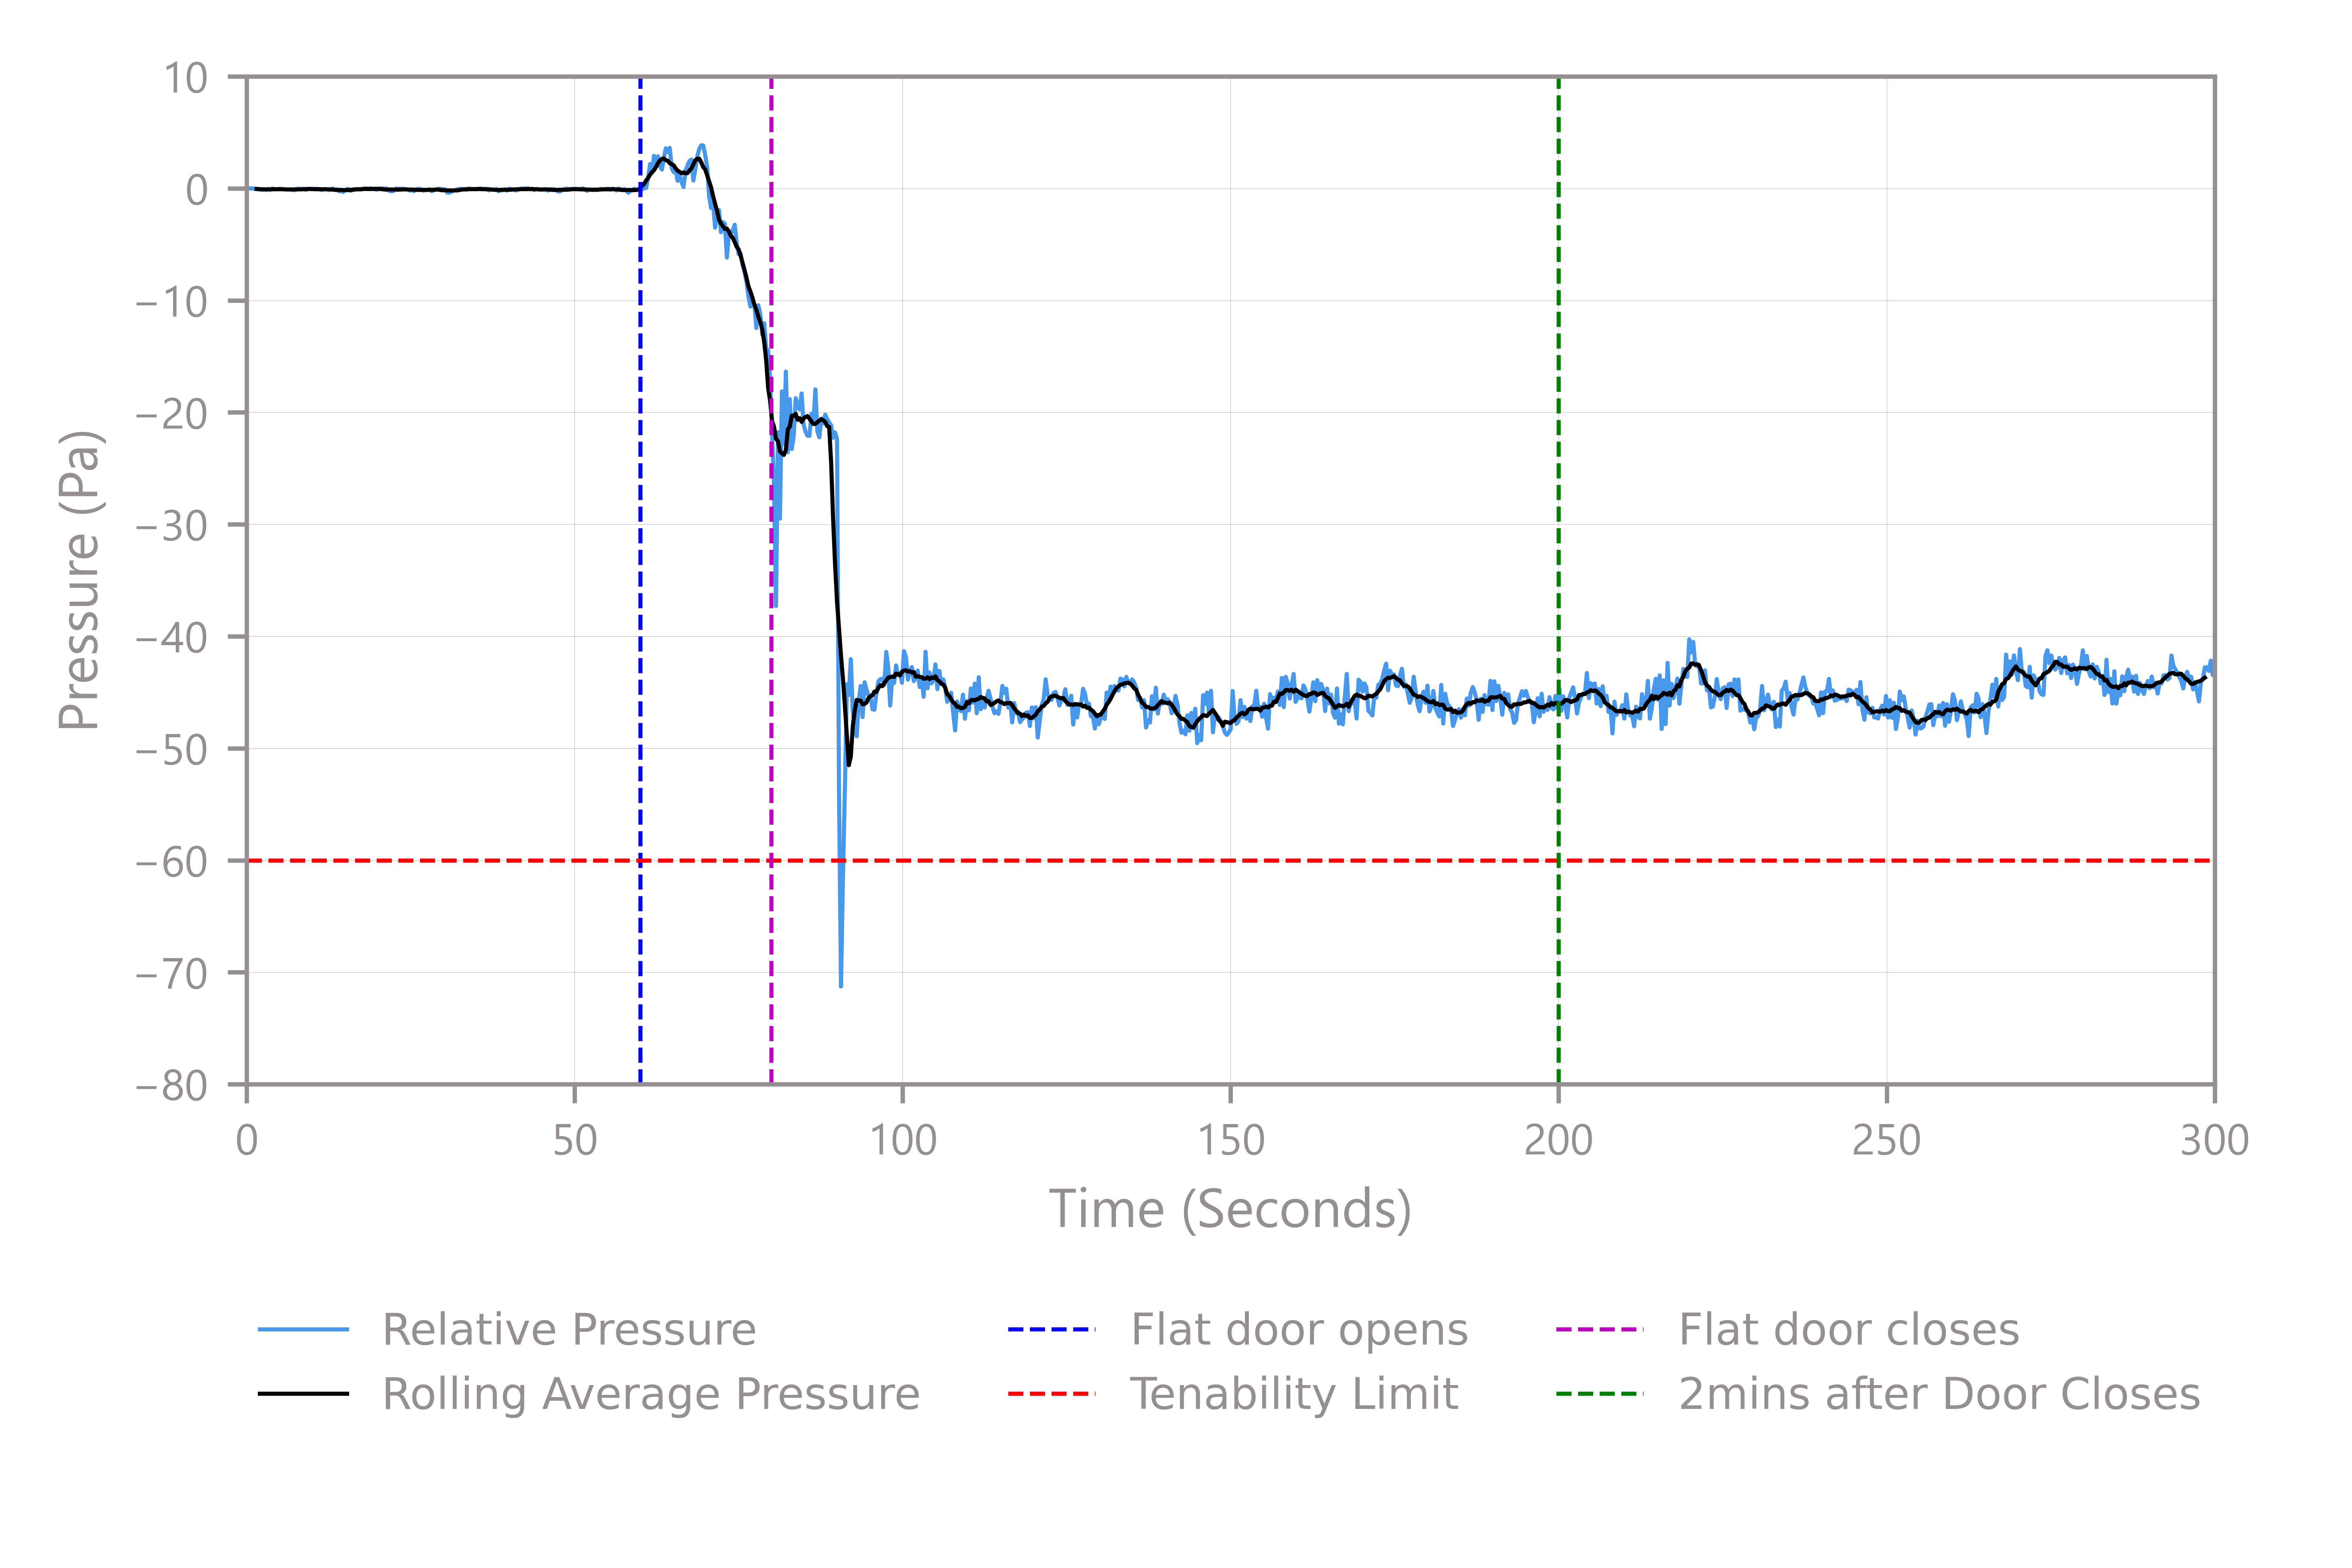 10
0
−10
−20
−30
−40
−50
−60
−70
−80
Pressure (Pa)
0 50 100 150 200 250 300
Time (Seconds)
Relative Pressure Flat door opens Flat door closes
Rolling Average Pressure Tenability Limit 2mins after Door Closes